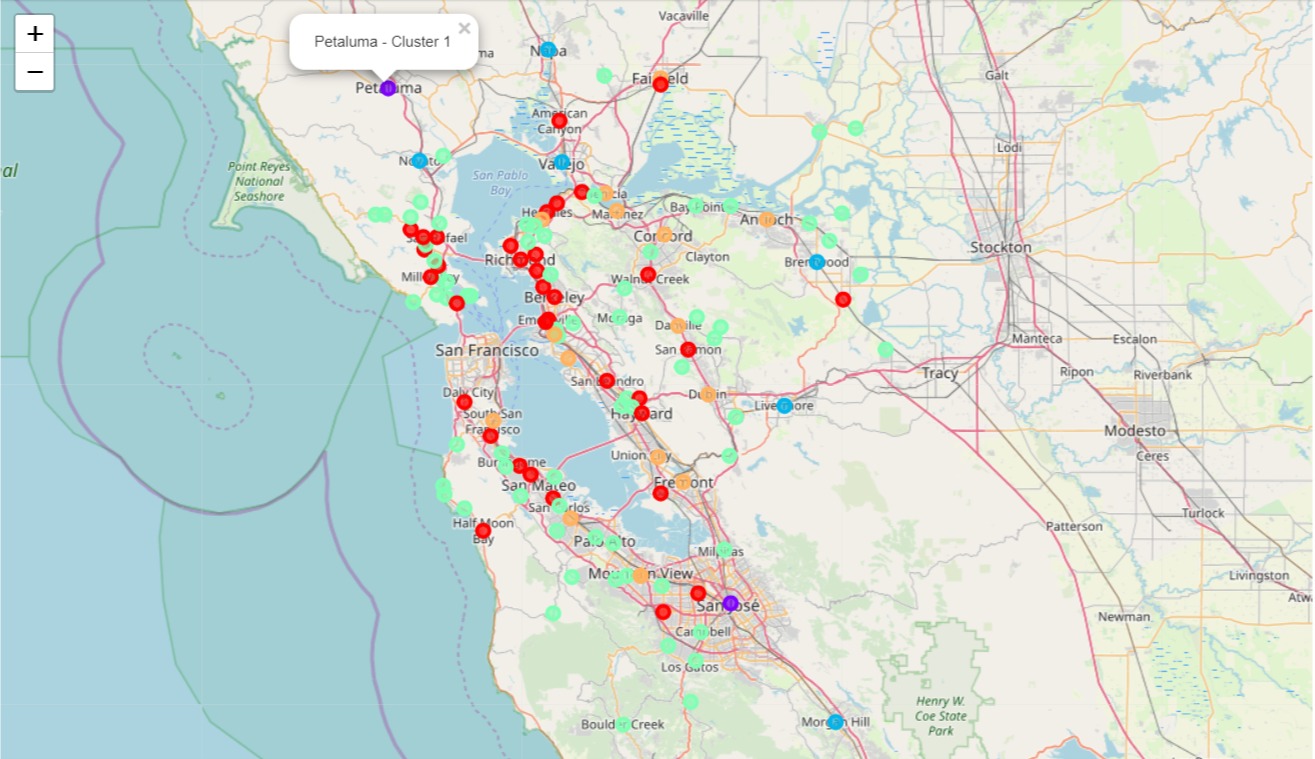 +
−
Petaluma - Cluster 1
×
Vacaville
Fairfield
Galt
American
Canyon
Lodi
Point Reyes
National
Seashore
San Pablo
Bay
Vallejo
Martinez
Antioch
Concord
Clayton
Stockton
Richmond
Walnut Creek
Brentwood
Berkeley
Moraga
Danville
San Francisco
San Ramon
Manteca
Escalon
Tracy
Ripon
Riverbank
San Leandro
Daly City
South San
Francisco
Hayward
Dublin
Livermore
Modesto
Ceres
Union City
Burlingame
San Mateo
Fremont
San Carlos
Turlock
Half Moon
Bay
Patterson
Palo Alto
Milpitas
Mountain View
Livingston
San José
Newman
Campbell
Los Gatos
Henry W.
Coe State
Park
Boulder Creek
Morgan Hill